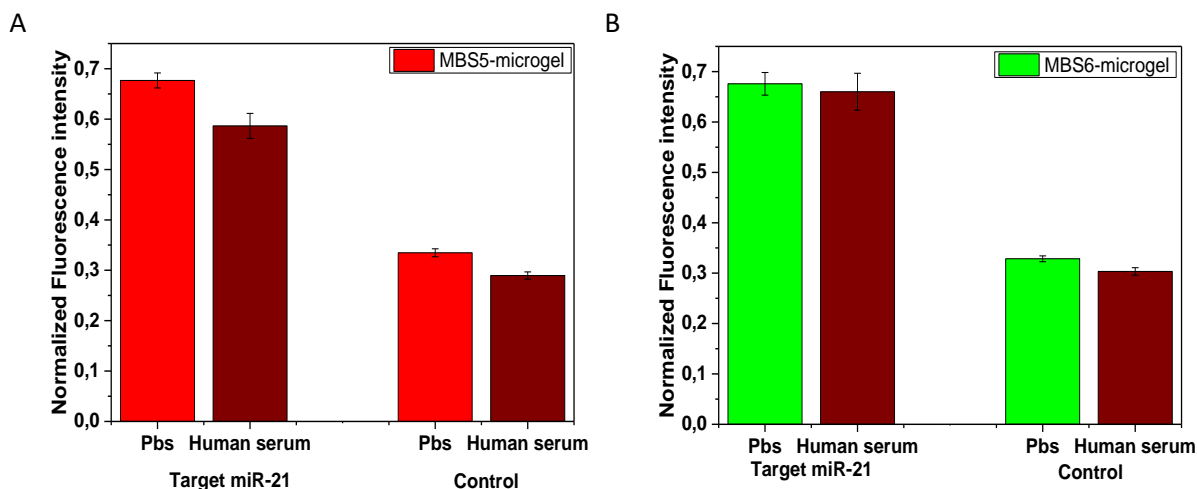 A
MBS5-microgel
Normalized Fluorescence intensity
0,7
0,6
0,5
0,4
0,3
0,2
0,1
0,0
Pbs Human serum Pbs Human serum
Target miR-21 Control
B
MBS6-microgel
Normalized Fluorescence intensity
0,7
0,6
0,5
0,4
0,3
0,2
0,1
0,0
Pbs Human serum Pbs Human serum
Target miR-21 Control